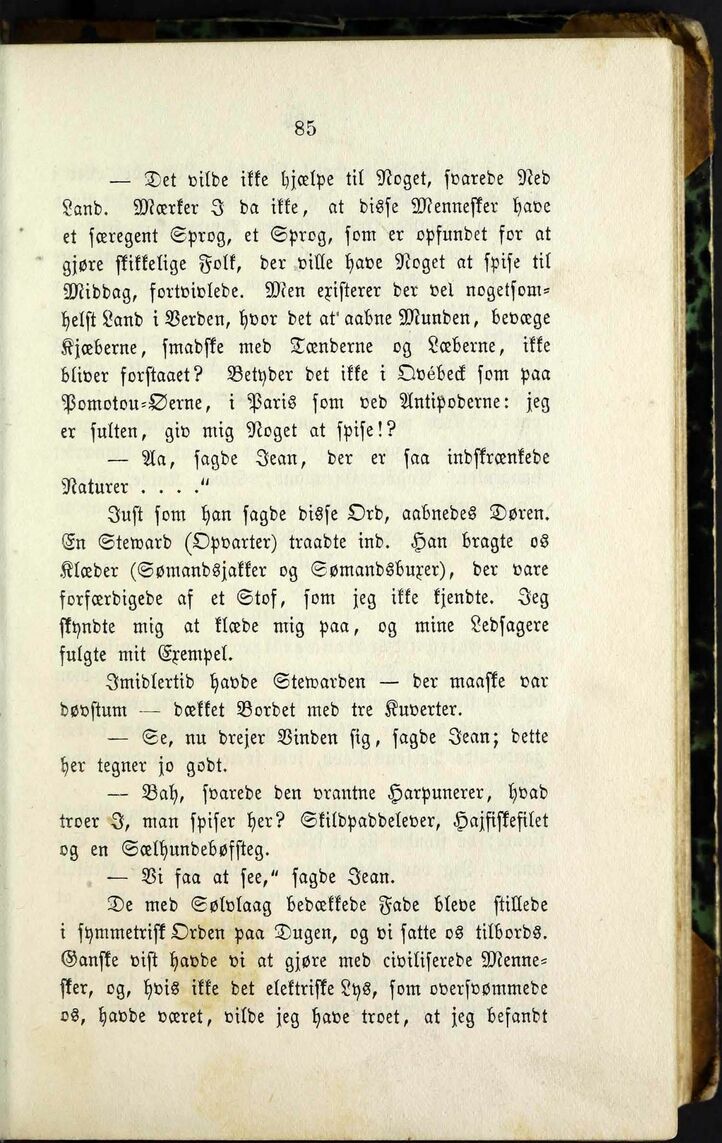 85
— Det vilde ikke hjælpe til Noget, svarede Ned
Land. Mærker I da ikke, at disse Mennesker have
et særegent Sprog, et Sprog, som er opfundet for at
gjøre skikkelige Folk, der ville have Noget at spise til
Middag, fortvivlede. Men existerer der vel nogetsom=
helst Land i Verden, hvor det at aabne Munden, bevæge
Kjæberne, smadske med Tænderne og Læberne, ikke
bliver forstaaet? Betyder det ikke i Qvébeck som paa
Pomotou=Øerne, i Paris som ved Antipoderne: jeg
er sulten, giv mig Noget at spise!?
— Aa, sagde Jean, der er saa indskrænkede
Naturer . . . ."
Just som han sagde disse Ord, aabnedes Døren.
En Steward (Opvarter) traadte ind. Han bragte os
Klæder (Sømandsjakker og Sømandsbuxer), der vare
forfærdigede af et Stof, som jeg ikke kjendte. Jeg
skyndte mig at klæde mig paa, og mine Ledsagere
fulgte mit Exempel.
Imidlertid havde Stewarden — der maaske var
døvstum — dækket Bordet med tre Kuverter.
— Se, nu drejer Vinden sig, sagde Jean; dette
her tegner jo godt.
— Bah, svarede den vrantne Harpunerer, hvad
troer I, man spiser her? Skildpaddelever, Hajfiskefilet
og en Sælhundebøfsteg.
— Vi faa at see," sagde Jean.
De med Sølvlaag bedækkede Fade bleve stillede
i symmetrisk Orden paa Dugen, og vi satte os tilbords.
Ganske vist havde vi at gjøre med civiliserede Menne=
sker, og, hvis ikke det elektriske Lys, som oversvømmede
os, havde været, vilde jeg have troet, at jeg befandt